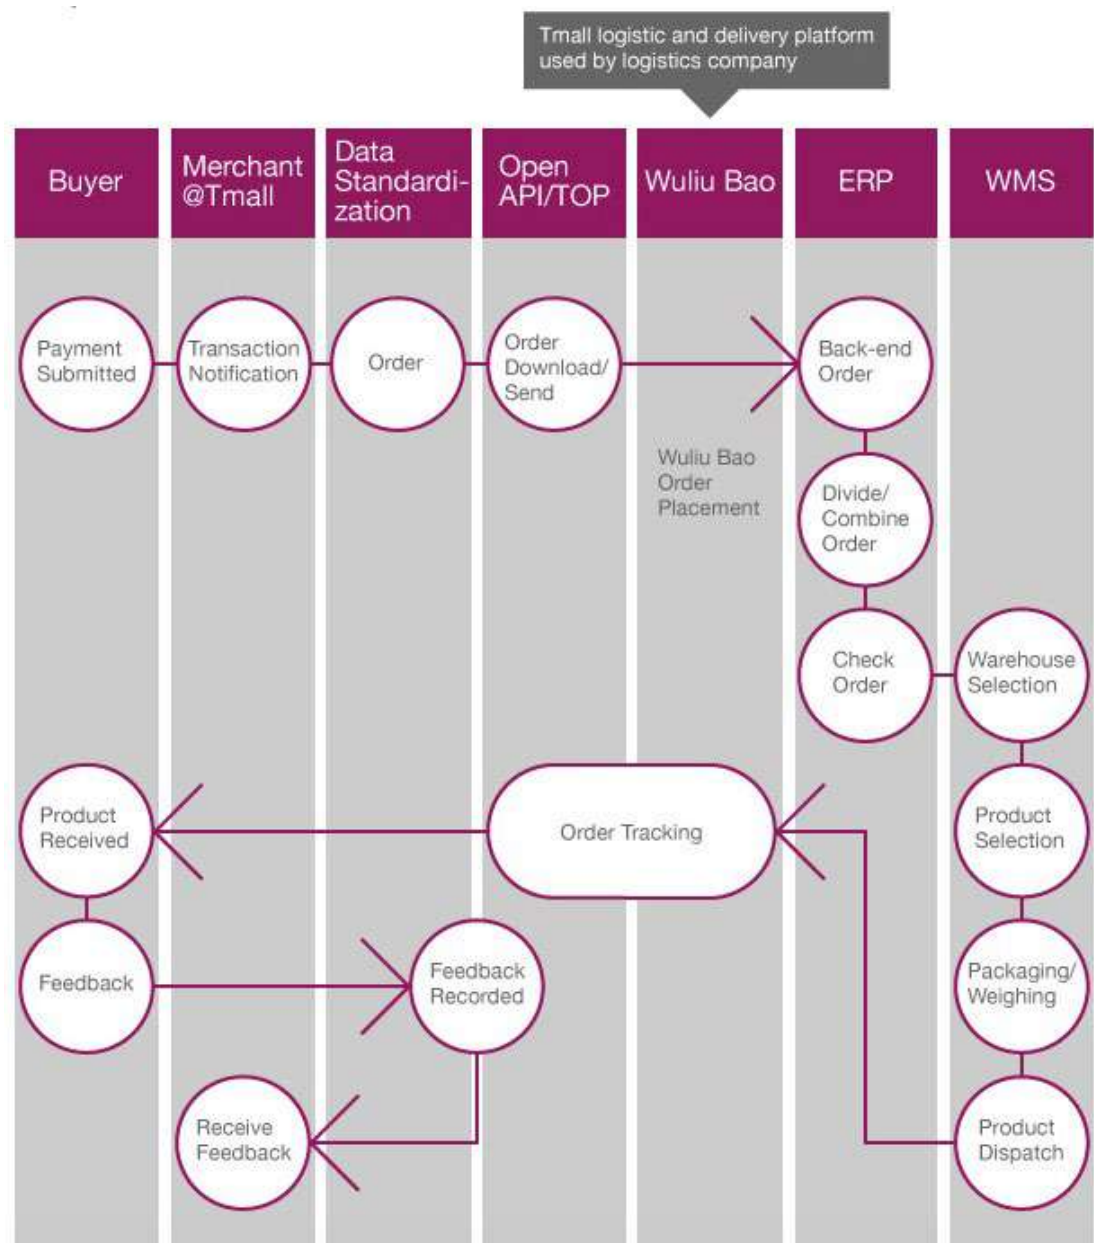 Tmall logistic and delivery platform
used by logistics company
Buyer
Merchant
@Tmall
Data
Standardi-
zation
Open
API/TOP
Wuliu Bao
ERP
WMS
Payment
Submitted
Transaction
Notification
Order
Order
Download/
Send
Back-end
Order
Wuliu Bao
Order
Placement
Divide/
Combine
Order
Check
Order
Warehouse
Selection
Product
Received
Order Tracking
Product
Selection
Feedback
Feedback
Recorded
Packaging/
Weighing
Receive
Feedback
Product
Dispatch